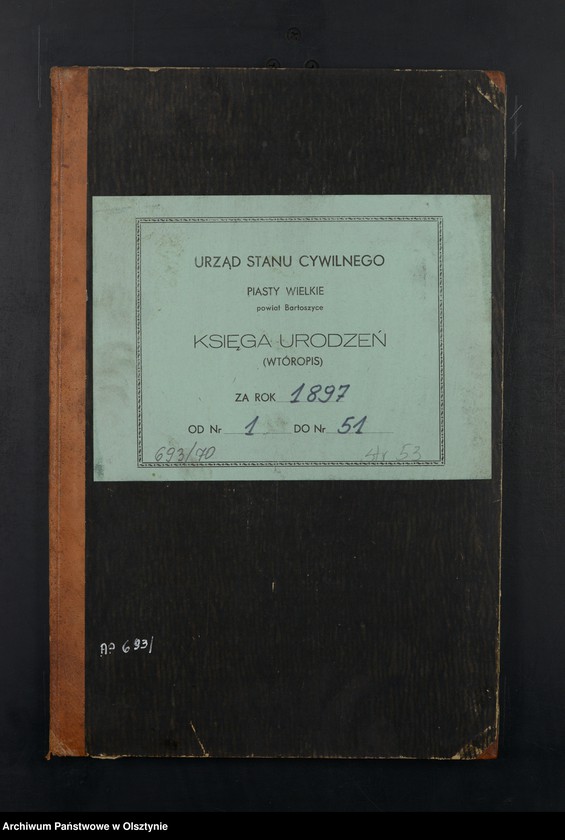 URZĄD STANU CYWILNEGO
PIASTY WIELKIE
powiat Bartoszyce
KSIĘGA URODZEŃ
(WTÓROPIS)
ZA ROK 1897
OD Nr 1 DO Nr 51
693/70 str. 53
AP 693/
Archiwum Państwowe w Olsztynie